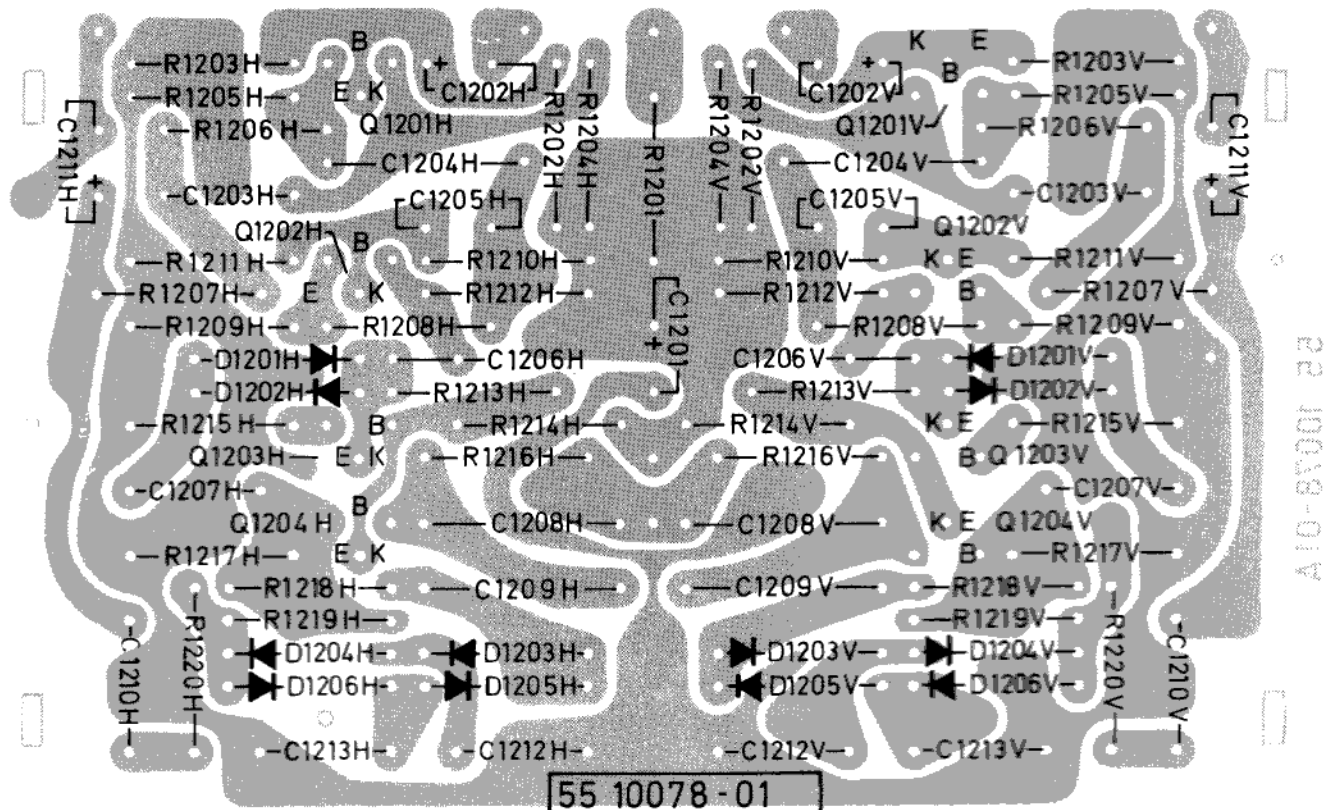 B K E
R1203H + C1202H C1202V + B R1203V
R1205H E K R1205V
R1206H Q1201H R1202H R1204H R1201 R1204V R1202V Q1201V R1206V
C1211H + C1211V +
C1204H C1204V
C1203H C1205H C1205V C1203V
Q1202H B Q1202V
R1211H R1210H R1210V K E R1211V
R1207H E K R1212H C1201 + R1212V B R1207V
R1209H R1208H R1208V R1209V
D1201H C1206H C1206V D1201V
D1202H R1213H R1213V D1202V
R1215H B R1214H R1214V K E R1215V
Q1203H E K R1216H R1216V B Q1203V
C1207H C1207V
Q1204H B C1208H C1208V K E Q1204V
R1217H E K B R1217V
R1218H C1209H C1209V R1218V
R1219H R1219V
C1210H R1220H R1220V C1210V
D1204H D1203H D1203V D1204V
D1206H D1205H D1205V D1206V
C1213H C1212H C1212V C1213V
55 10078-01
55 10078-01A